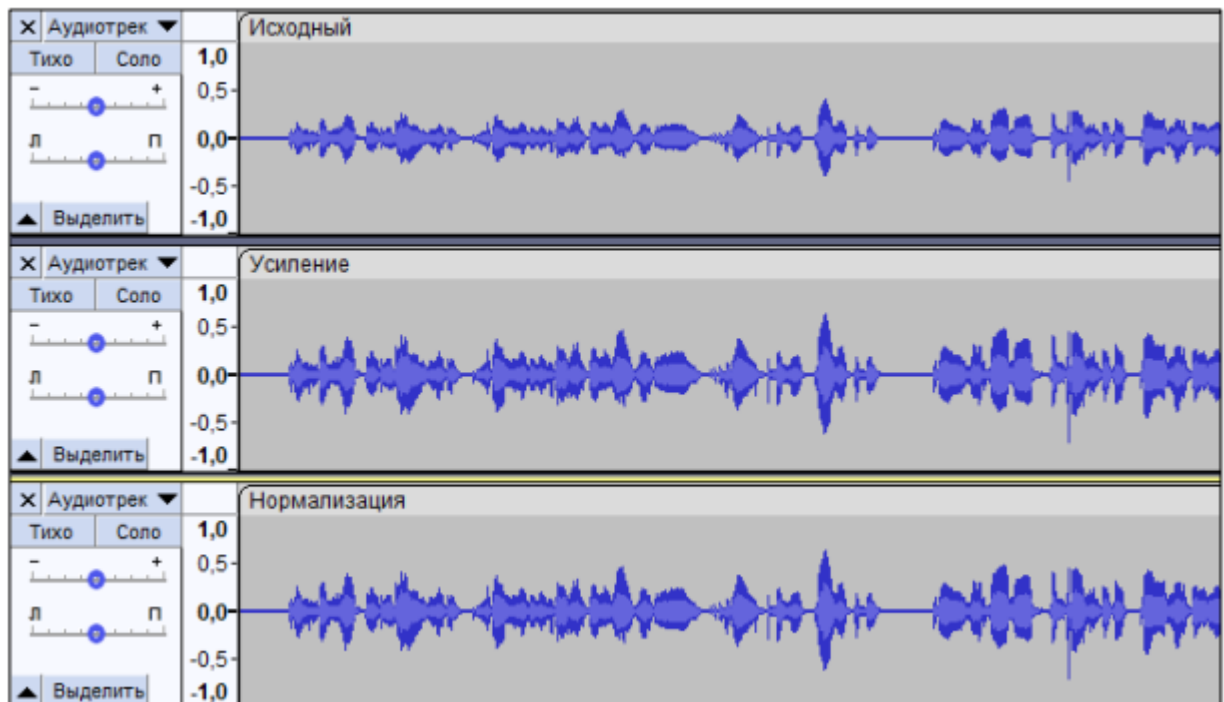 × Аудиотрек ▼ Исходный
Тихо Соло 1,0
- + 0,5
Л П 0,0
-0,5
▲ Выделить -1,0
× Аудиотрек ▼ Усиление
Тихо Соло 1,0
- + 0,5
Л П 0,0
-0,5
▲ Выделить -1,0
× Аудиотрек ▼ Нормализация
Тихо Соло 1,0
- + 0,5
Л П 0,0
-0,5
▲ Выделить -1,0